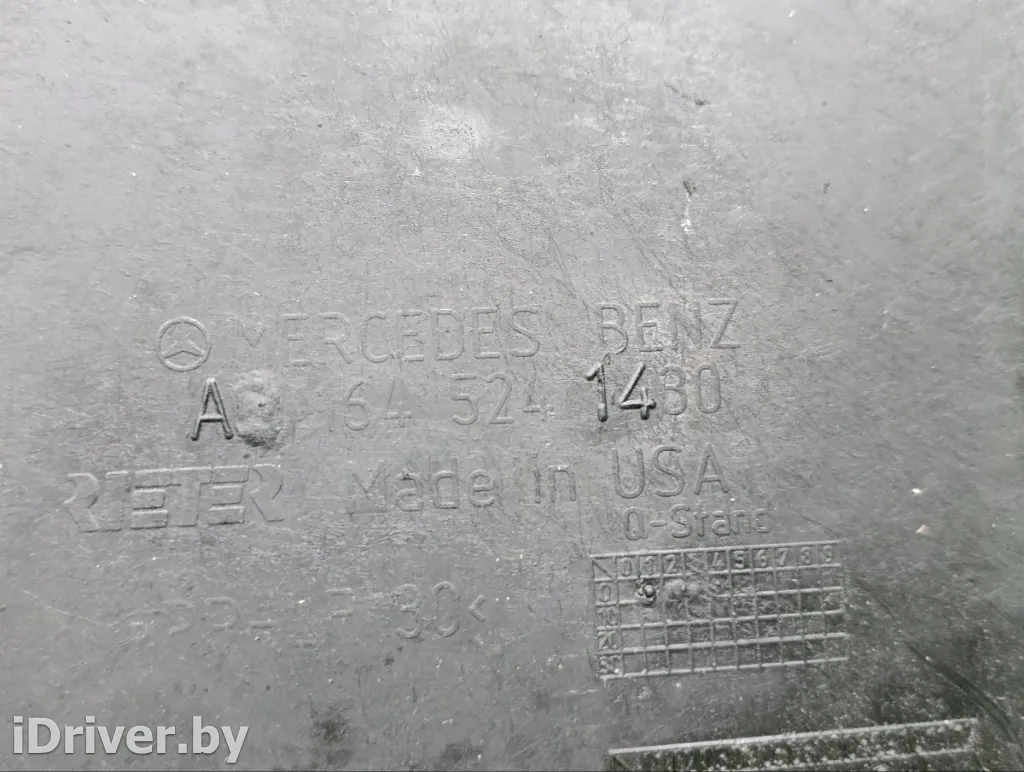 MERCEDES BENZ
A 64 524 1430
RIETER Made in USA
Q-Stand
0 1 2 3 4 5 6 7 8 9
0
iDriver.by